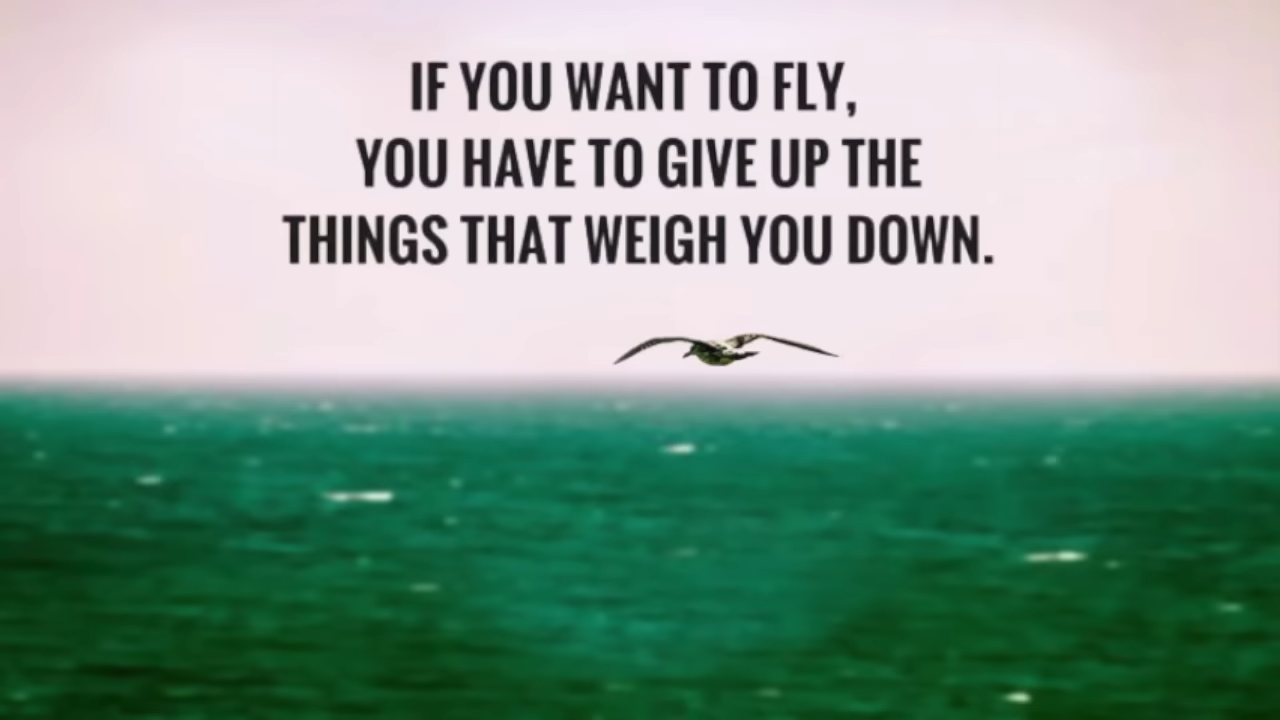 IF YOU WANT TO FLY,
YOU HAVE TO GIVE UP THE
THINGS THAT WEIGH YOU DOWN.